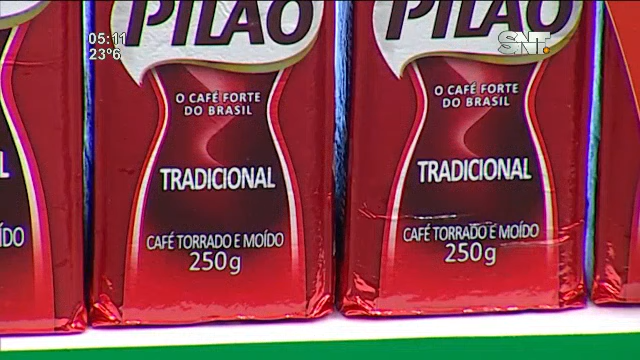 05:11
23°6
SNT.
PILÃO
O CAFÉ FORTE
DO BRASIL
TRADICIONAL
CAFÉ TORRADO E MOÍDO
250g
PILÃO
O CAFÉ FORTE
DO BRASIL
TRADICIONAL
CAFÉ TORRADO E MOÍDO
250g